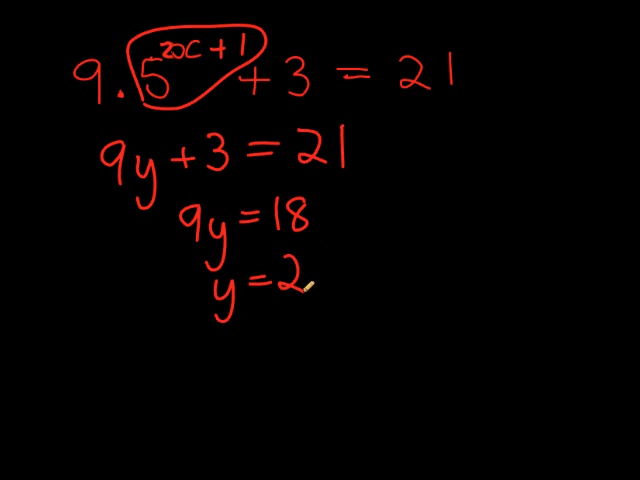 9 . 5^{2x+1} + 3 = 21
9y + 3 = 21
9y = 18
y = 2